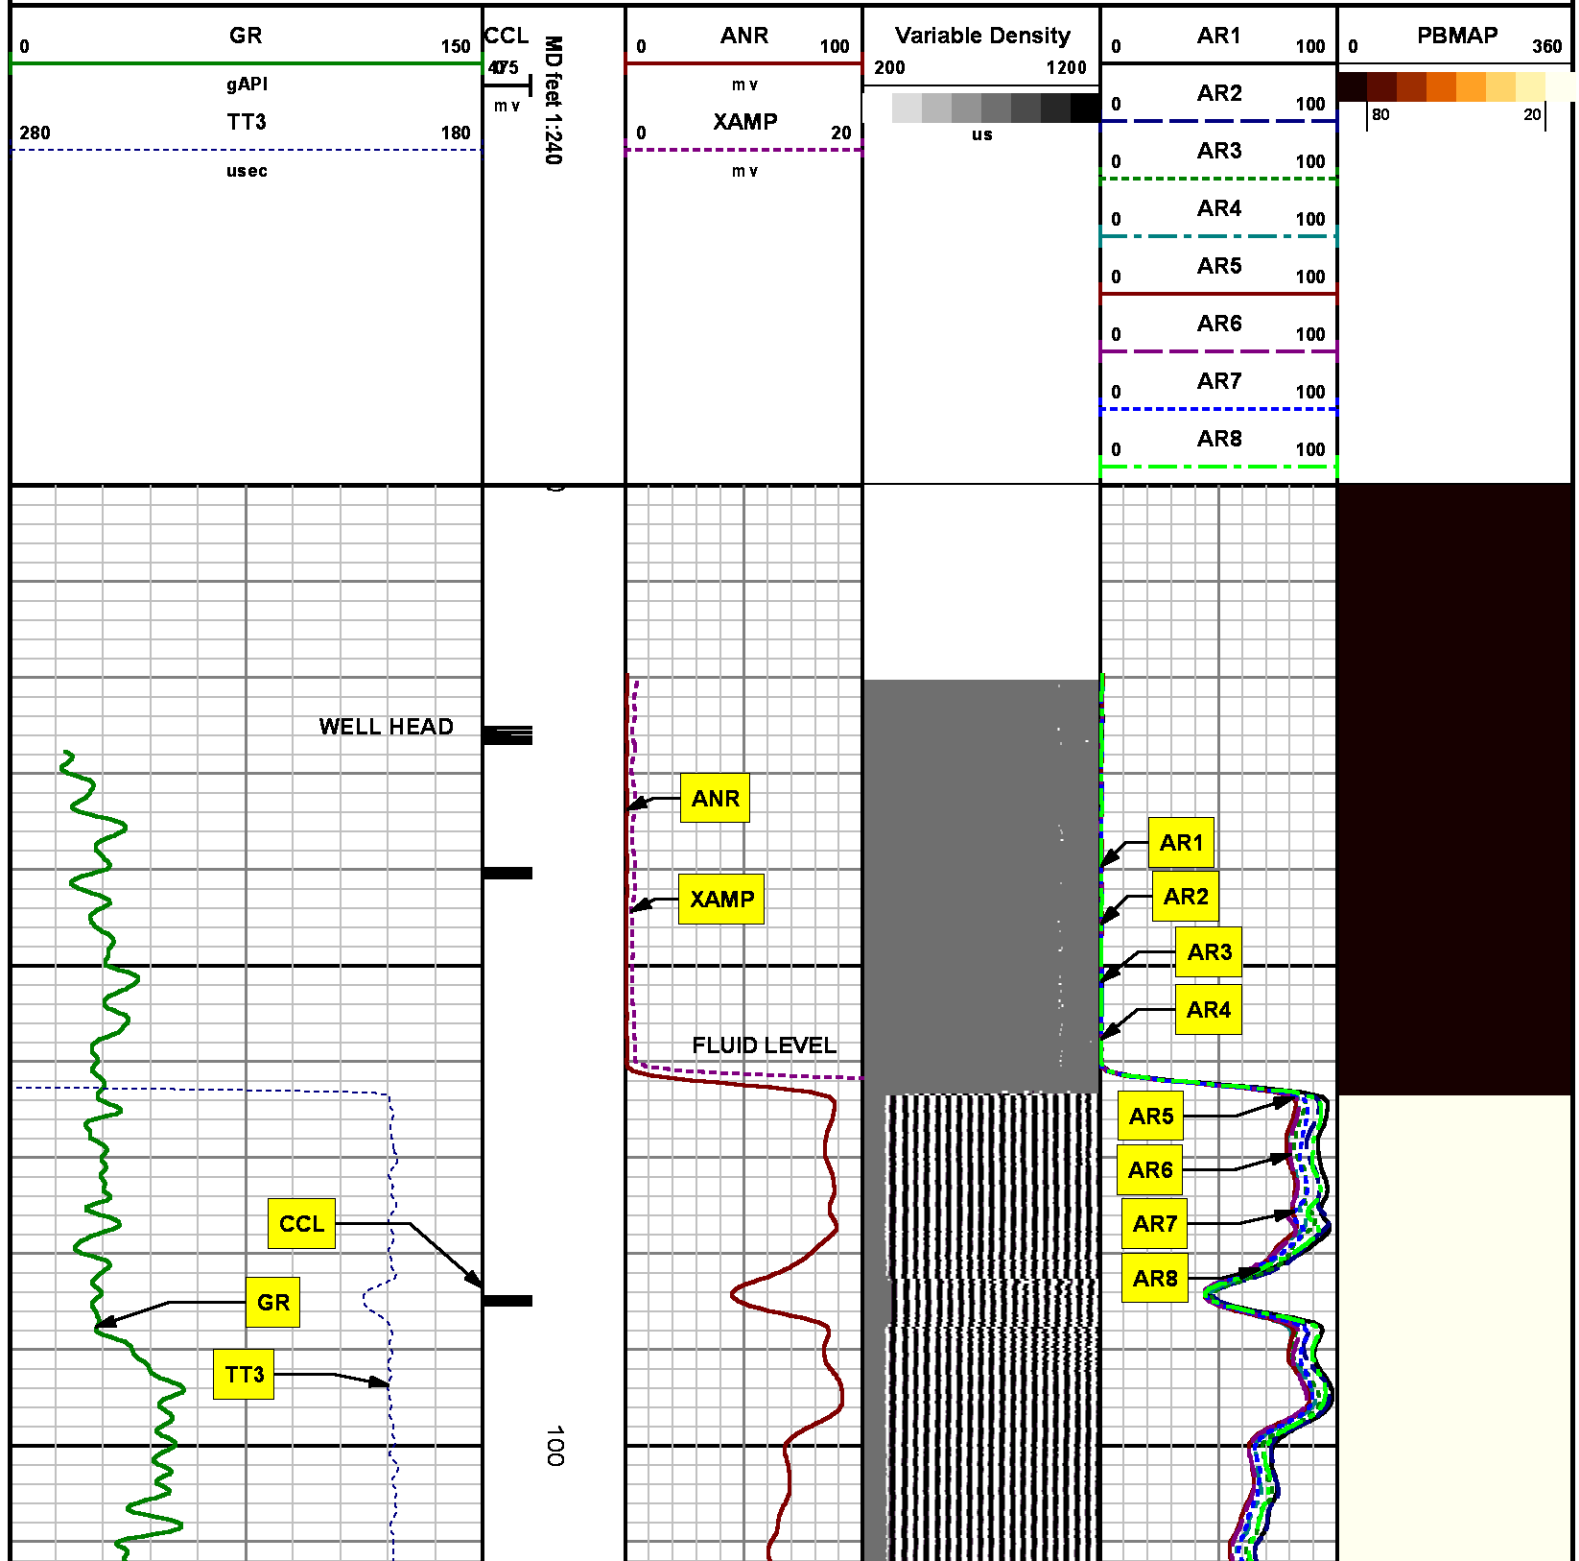 GR
0 150
gAPI
TT3
280 180
usec
CCL
475
mv
MD feet 1:240
ANR
0 100
mv
XAMP
0 20
mv
Variable Density
200 1200
us
AR1
0 100
AR2
0 100
AR3
0 100
AR4
0 100
AR5
0 100
AR6
0 100
AR7
0 100
AR8
0 100
PBMAP
0 360
80 20
WELL HEAD
ANR
XAMP
FLUID LEVEL
AR1
AR2
AR3
AR4
AR5
AR6
AR7
AR8
CCL
GR
TT3
100